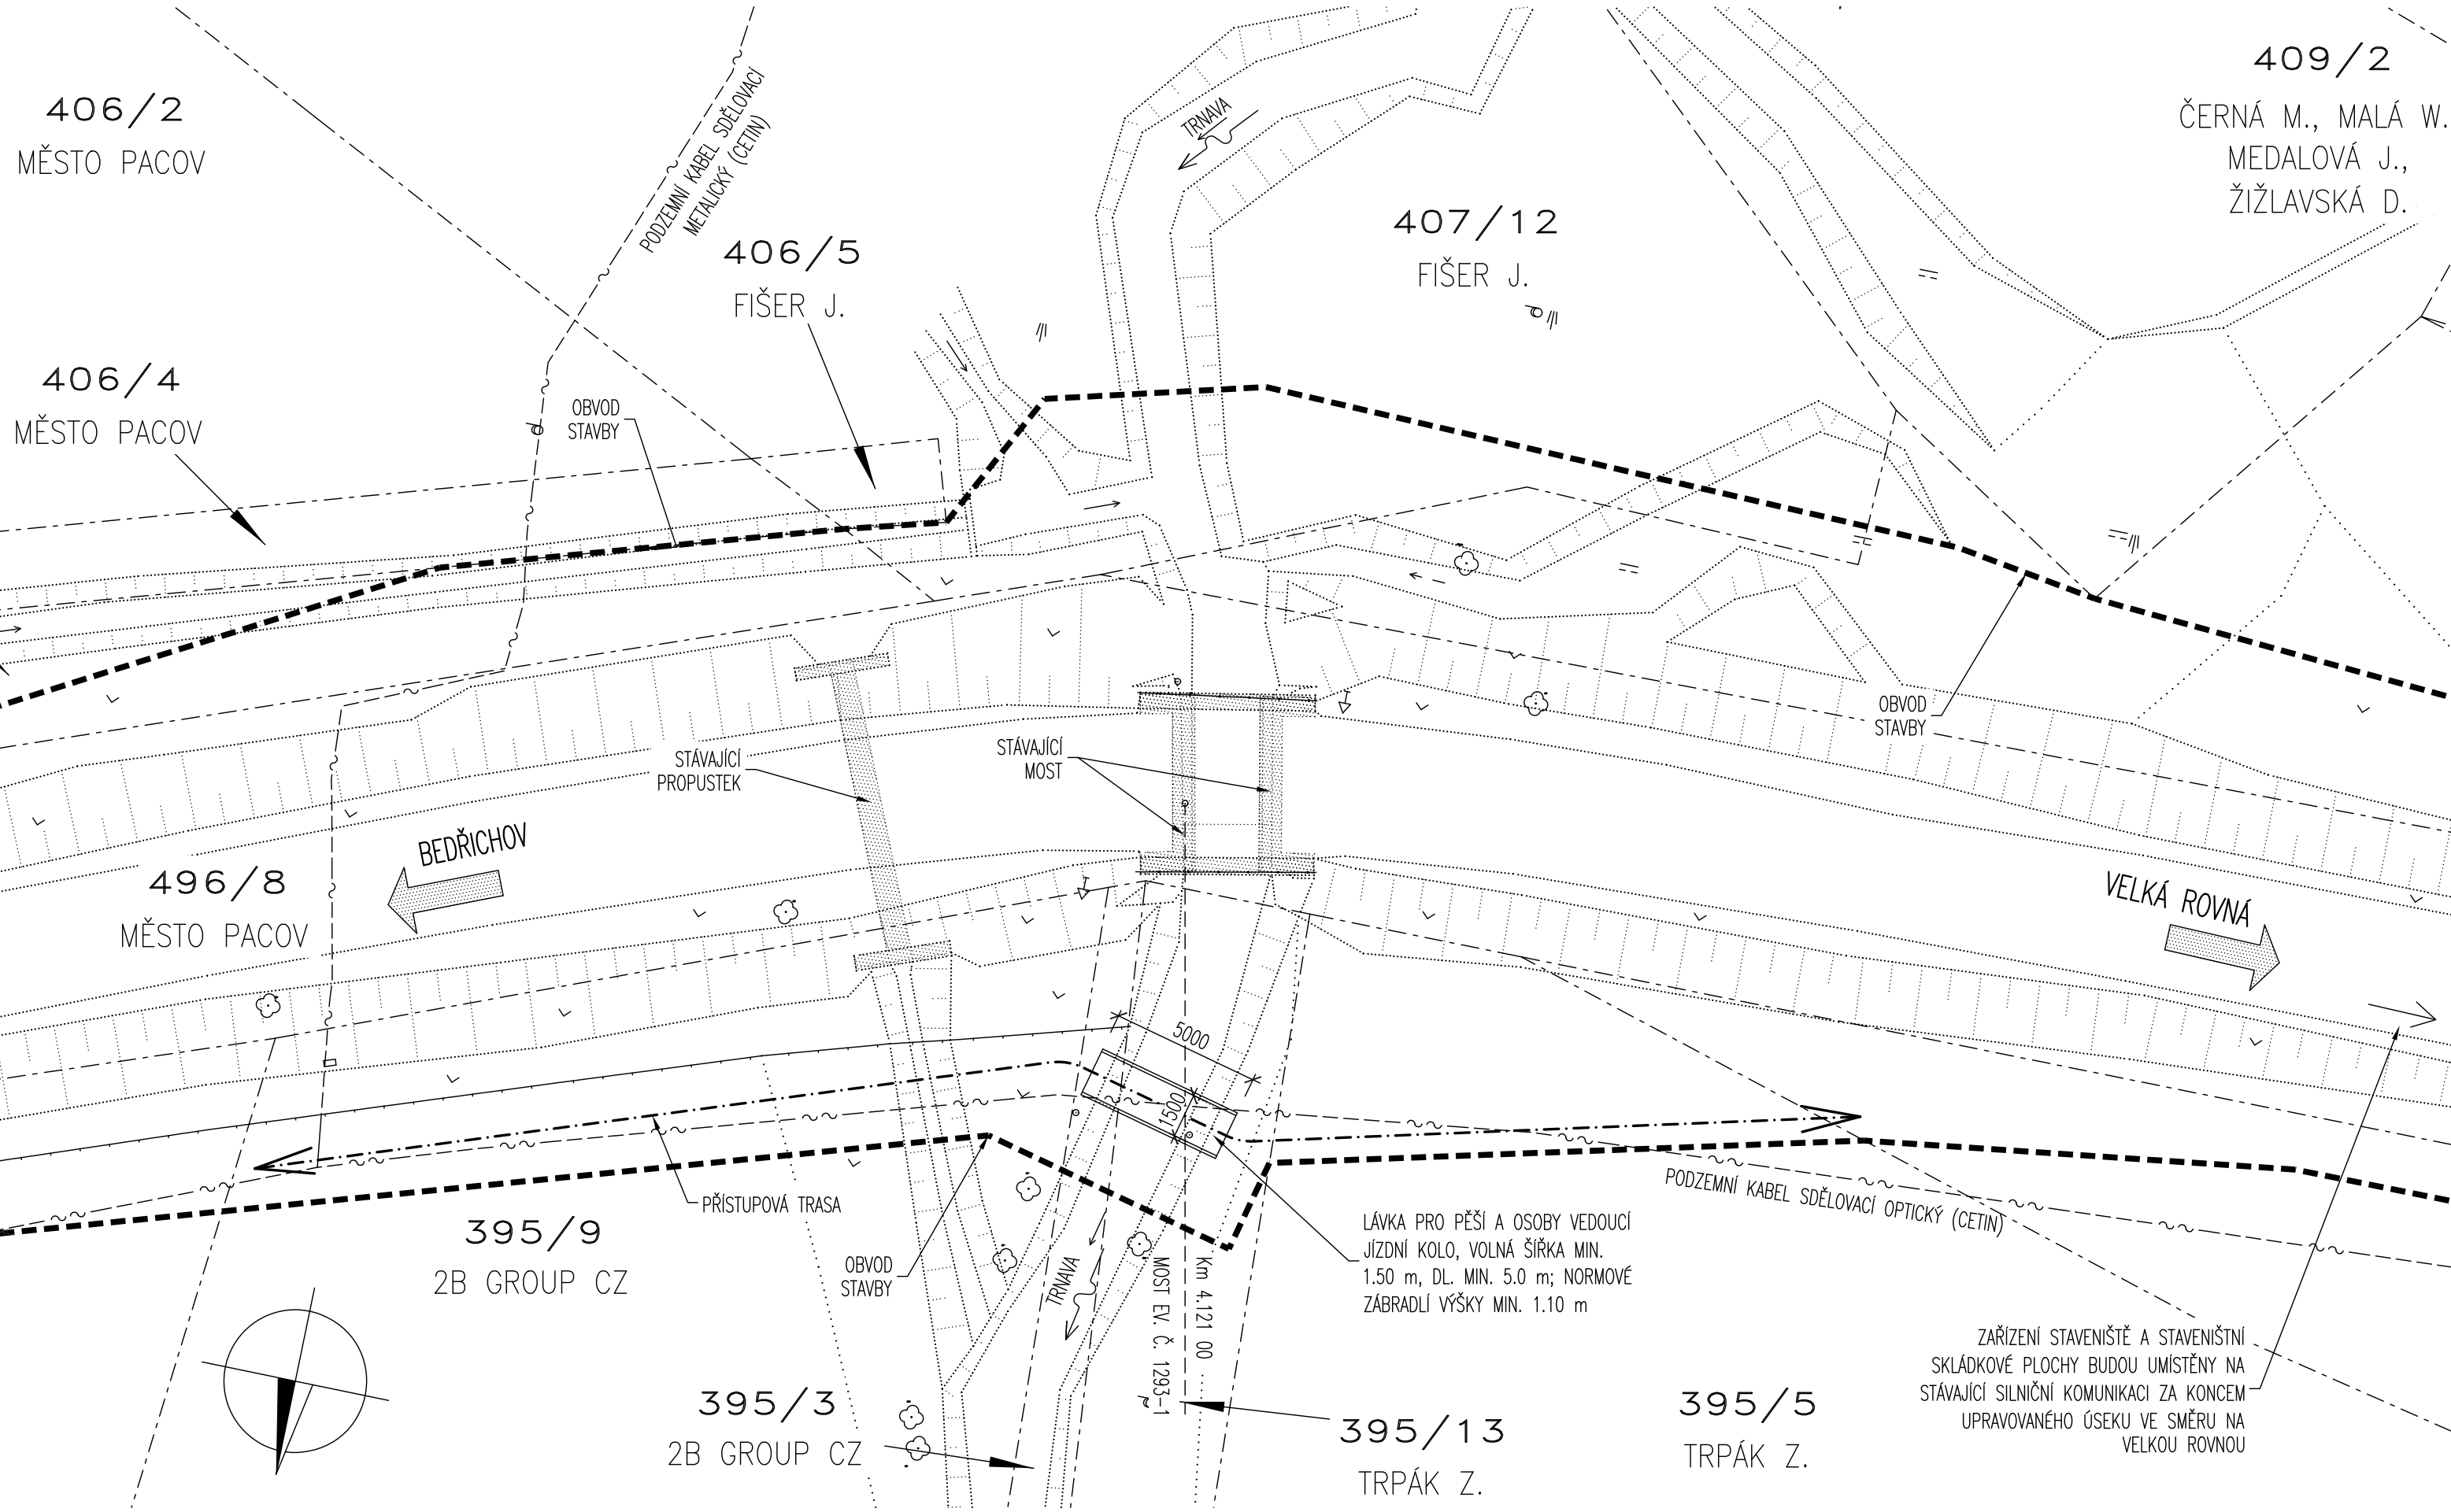 406/2
MĚSTO PACOV
PODZEMNÍ KABEL SDĚLOVACÍ
METALICKÝ (CETIN)
TRNAVA
409/2
ČERNÁ M., MALÁ W.
MEDALOVÁ J.,
ŽIŽLAVSKÁ D.
406/5
FIŠER J.
407/12
FIŠER J.
406/4
MĚSTO PACOV
OBVOD
STAVBY
OBVOD
STAVBY
STÁVAJÍCÍ
PROPUSTEK
STÁVAJÍCÍ
MOST
BEDŘICHOV
496/8
MĚSTO PACOV
VELKÁ ROVNÁ
5000
1500
PŘÍSTUPOVÁ TRASA
395/9
2B GROUP CZ
OBVOD
STAVBY
TRNAVA
MOST EV. Č. 1293-1
Km 4.121 00
PODZEMNÍ KABEL SDĚLOVACÍ OPTICKÝ (CETIN)
LÁVKA PRO PĚŠÍ A OSOBY VEDOUCÍ
JÍZDNÍ KOLO, VOLNÁ ŠÍŘKA MIN.
1.50 m, DL. MIN. 5.0 m; NORMOVÉ
ZÁBRADLÍ VÝŠKY MIN. 1.10 m
395/3
2B GROUP CZ
395/13
TRPÁK Z.
395/5
TRPÁK Z.
ZAŘÍZENÍ STAVENIŠTĚ A STAVENIŠTNÍ
SKLÁDKOVÉ PLOCHY BUDOU UMÍSTĚNY NA
STÁVAJÍCÍ SILNIČNÍ KOMUNIKACI ZA KONCEM
UPRAVOVANÉHO ÚSEKU VE SMĚRU NA
VELKOU ROVNOU